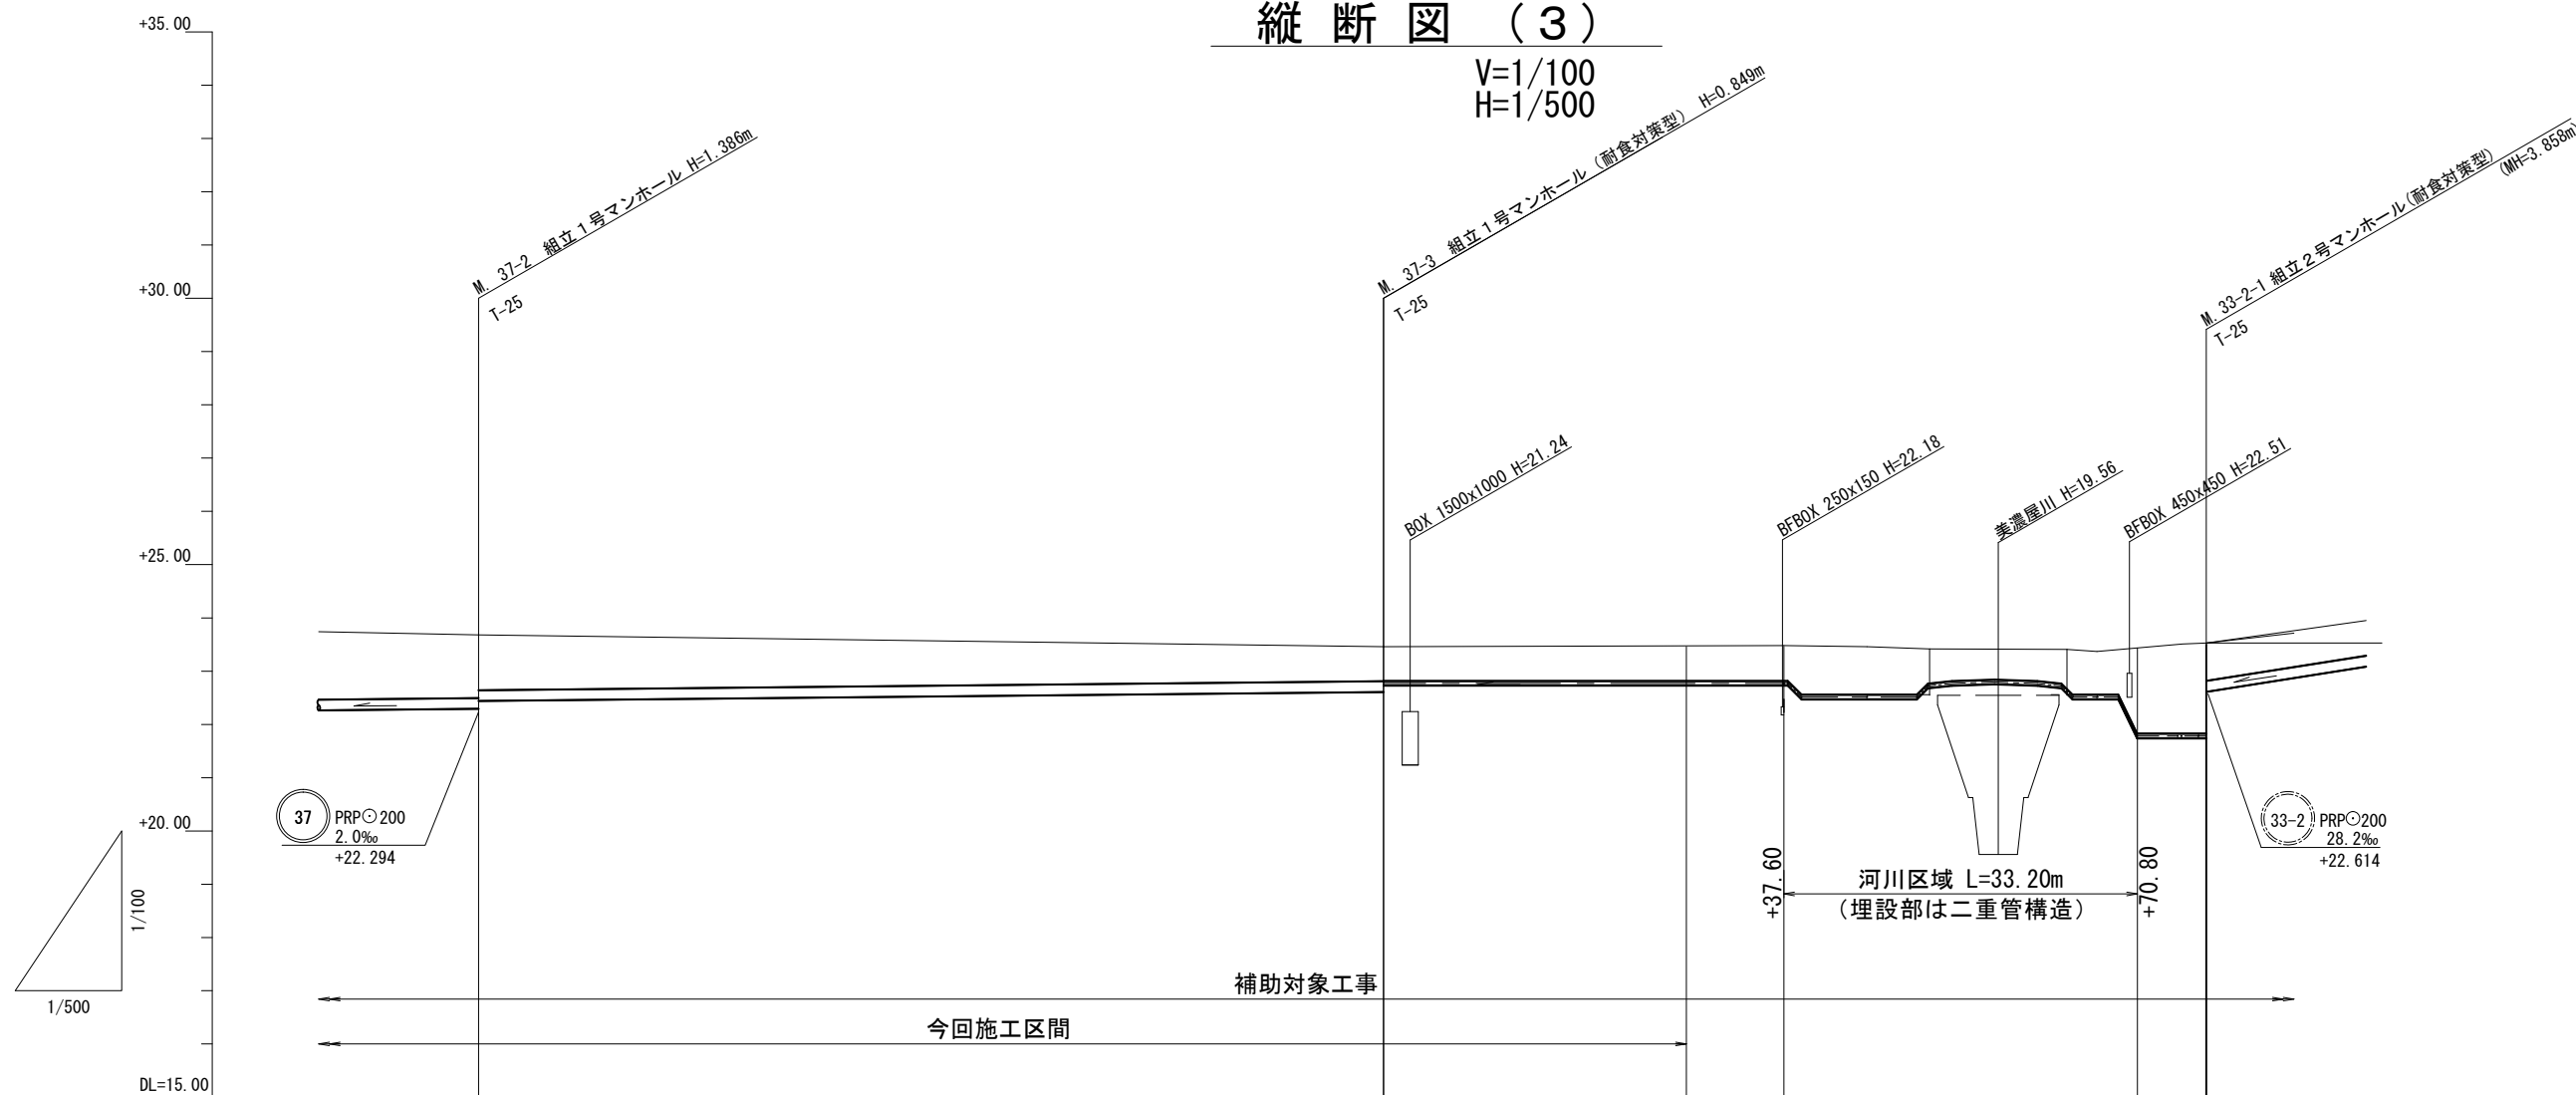 縦断図（３）
V=1/100
H=1/500
+35.00
+30.00
+25.00
+20.00
DL=15.00
M. 37-2 組立１号マンホール H=1.386m
T-25
M. 37-3 組立１号マンホール（耐食対策型） H=0.849m
T-25
M. 33-2-1 組立２号マンホール(耐食対策型)
(MH=3.858m)
T-25
BOX 1500x1000 H=21.24
BFBOX 250x150 H=22.18
美濃屋川 H=19.56
BFBOX 450x450 H=22.51
37
PRP⊙200
2.0‰
+22.294
33-2
PRP⊙200
28.2‰
+22.614
+37.60
河川区域 L=33.20m
（埋設部は二重管構造）
+70.80
1/100
1/500
補助対象工事
今回施工区間